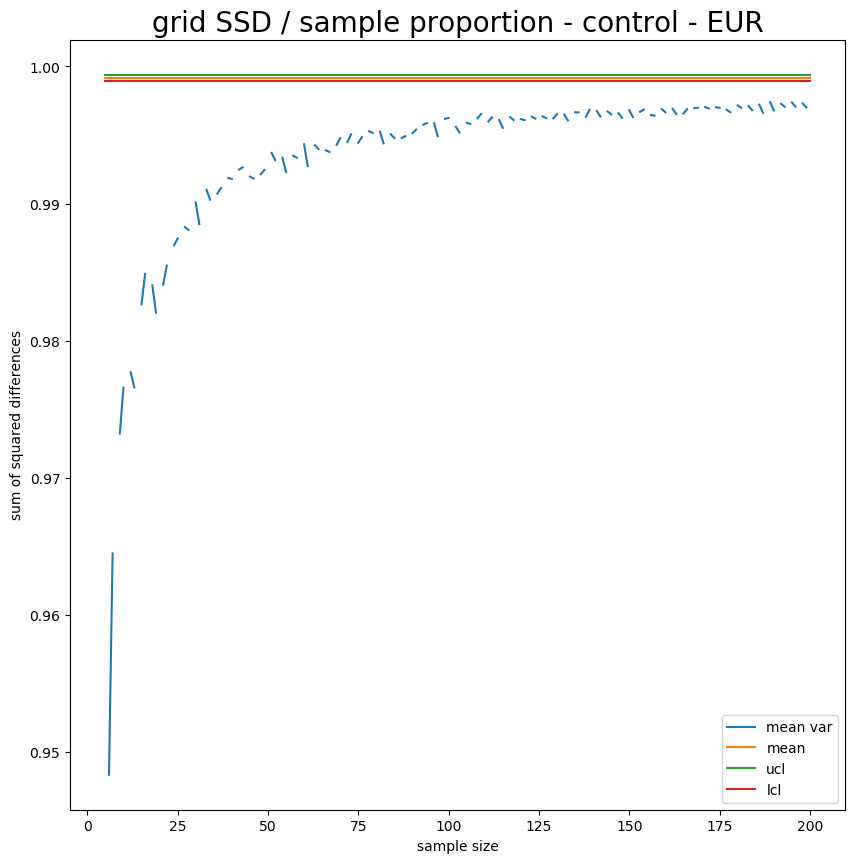 grid SSD / sample proportion - control - EUR
1.00
0.99
0.98
0.97
0.96
0.95
sum of squared differences
0
25
50
75
100
125
150
175
200
sample size
mean var
mean
ucl
lcl